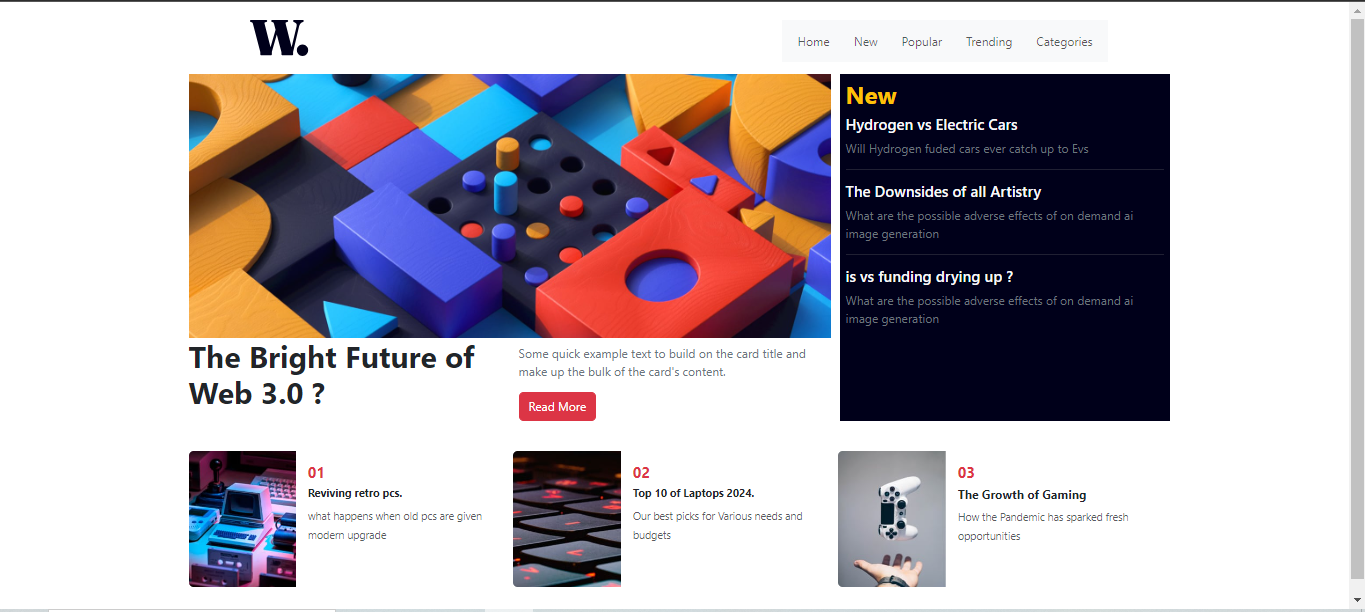 W.
Home New Popular Trending Categories
New
Hydrogen vs Electric Cars
Will Hydrogen fuded cars ever catch up to Evs
The Downsides of all Artistry
What are the possible adverse effects of on demand ai
image generation
is vs funding drying up ?
What are the possible adverse effects of on demand ai
image generation
The Bright Future of
Web 3.0 ?
Some quick example text to build on the card title and
make up the bulk of the card's content.
Read More
01
Reviving retro pcs.
what happens when old pcs are given
modern upgrade
02
Top 10 of Laptops 2024.
Our best picks for Various needs and
budgets
03
The Growth of Gaming
How the Pandemic has sparked fresh
opportunities